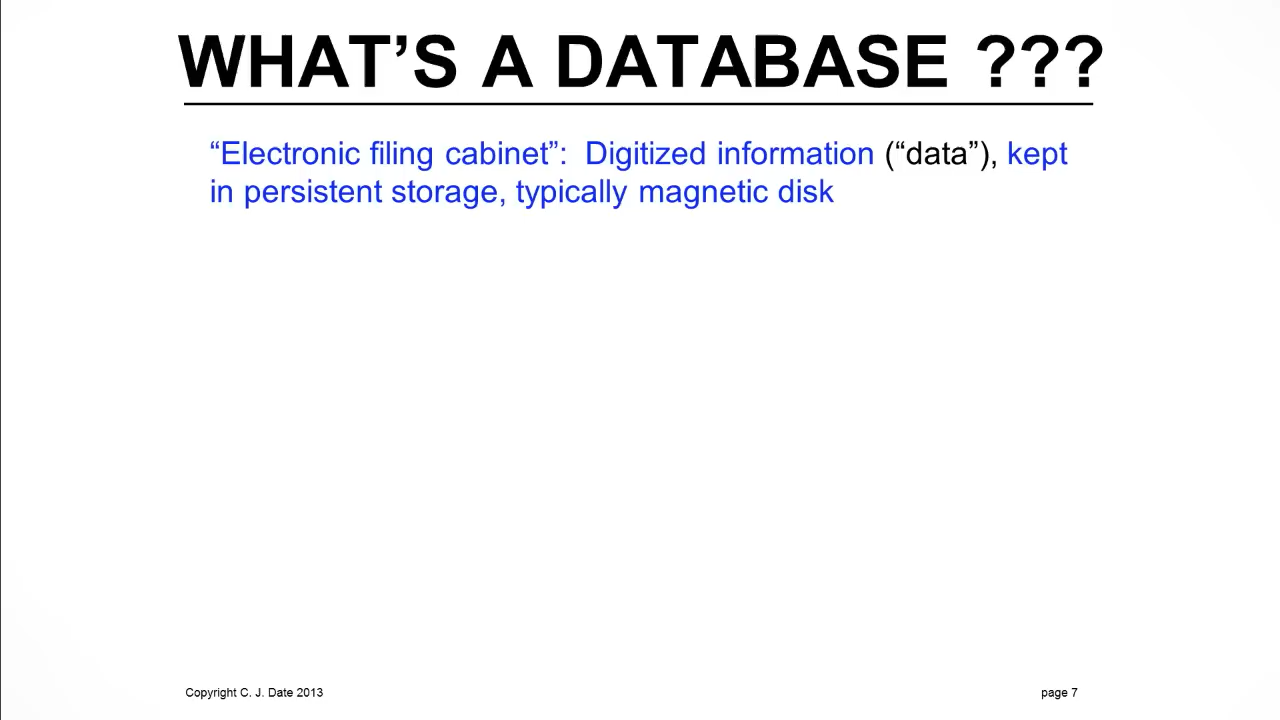 WHAT’S A DATABASE ???
“Electronic filing cabinet”:  Digitized information (“data”), kept
in persistent storage, typically magnetic disk
Copyright C. J. Date 2013
page 7